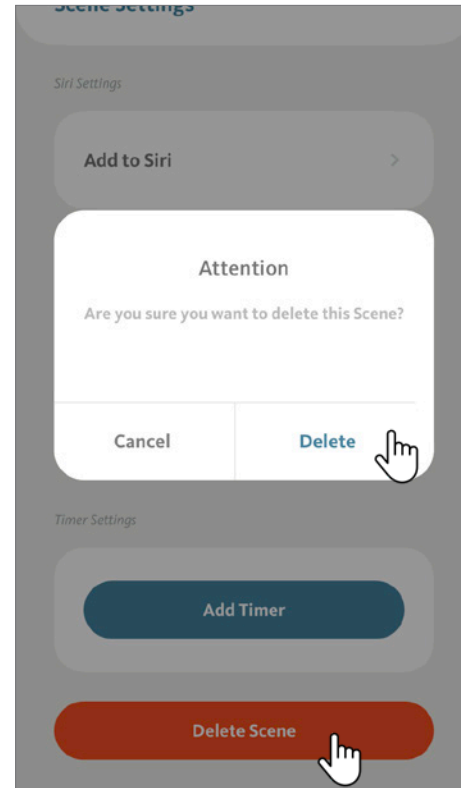 Scene Settings
Siri Settings
Add to Siri
Attention
Are you sure you want to delete this Scene?
Cancel
Delete
Timer Settings
Add Timer
Delete Scene